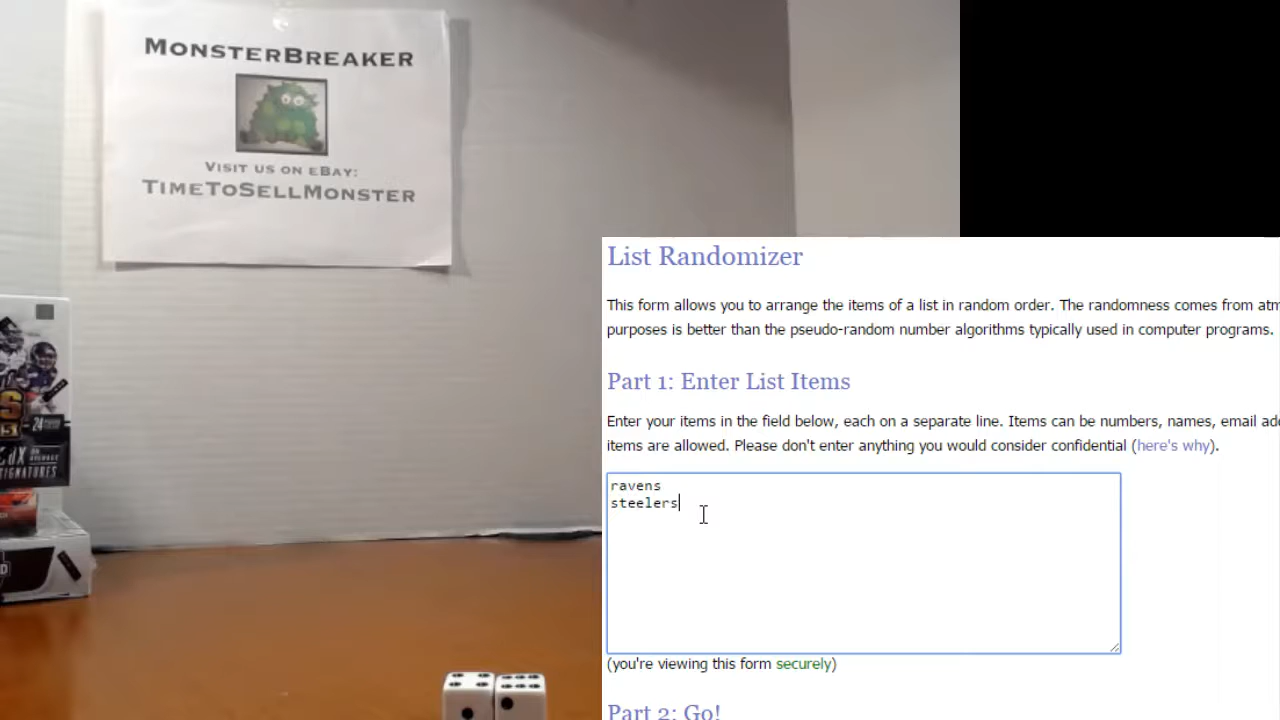 MONSTERBREAKER
VISIT US ON EBAY:
TIMETOSELLMONSTER
24
SIGNATURES
List Randomizer
This form allows you to arrange the items of a list in random order. The randomness comes from atm
purposes is better than the pseudo-random number algorithms typically used in computer programs.
Part 1: Enter List Items
Enter your items in the field below, each on a separate line. Items can be numbers, names, email add
items are allowed. Please don't enter anything you would consider confidential (here's why).
ravens
steelers
(you're viewing this form securely)
Part 2: Go!